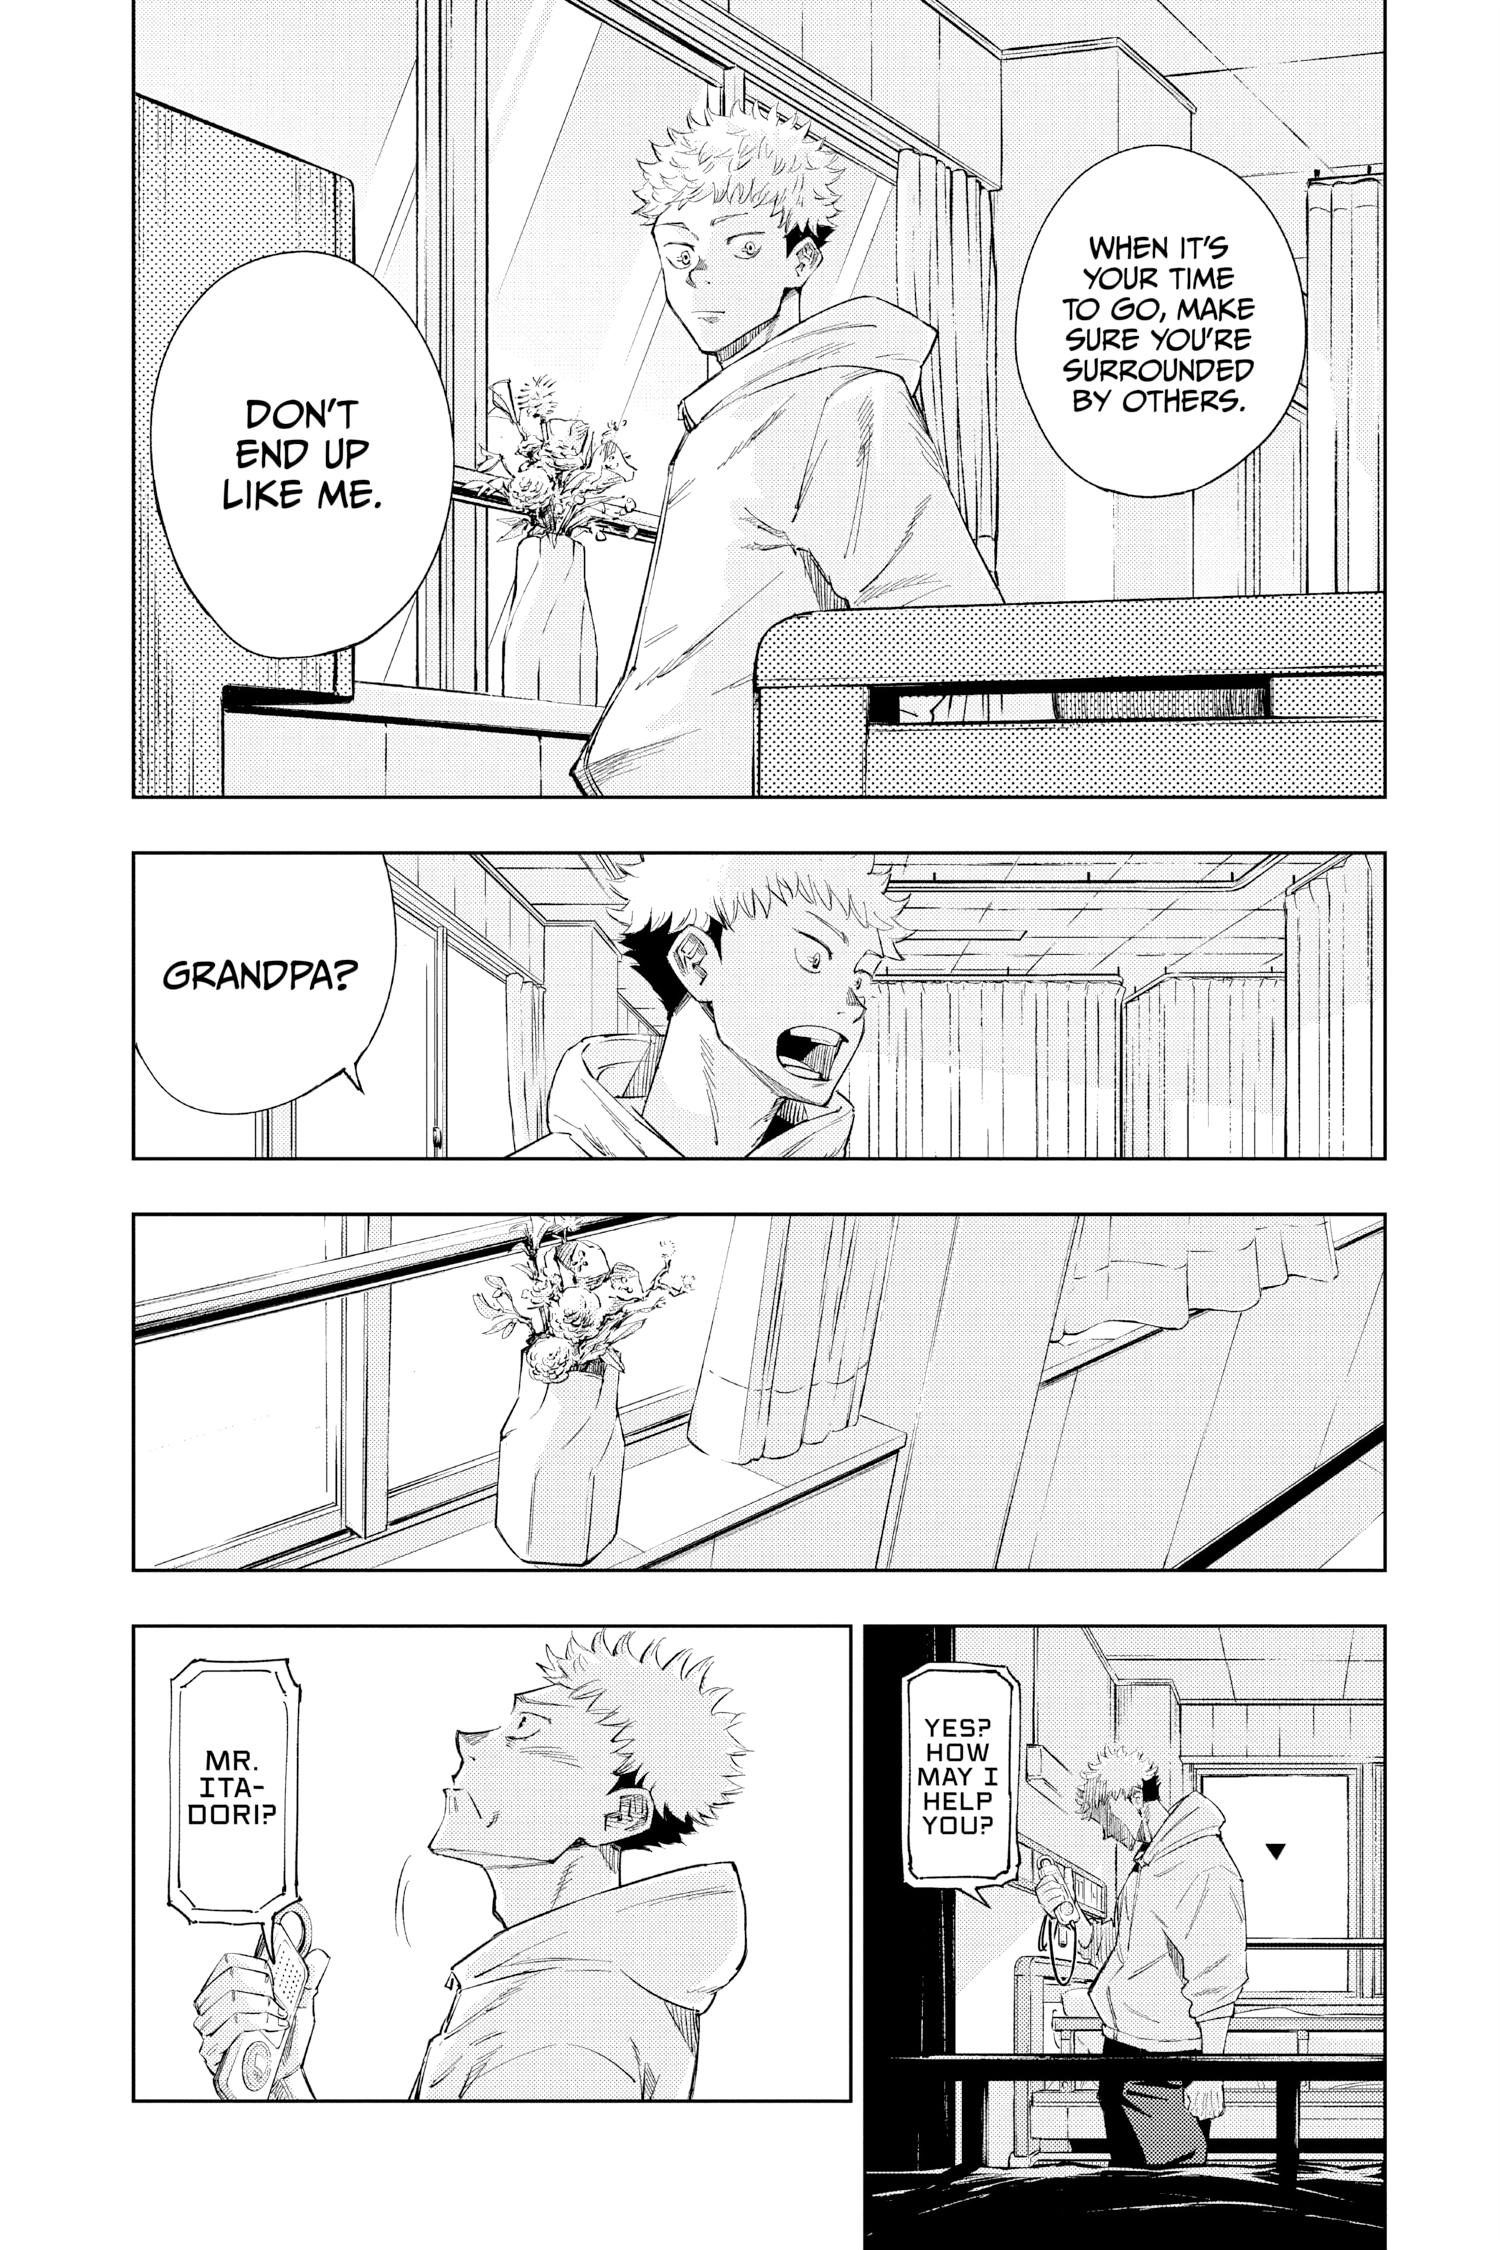 WHEN IT'S
YOUR TIME
TO GO, MAKE
SURE YOU'RE
SURROUNDED
BY OTHERS.
DON'T
END UP
LIKE ME.
GRANDPA?
YES?
HOW
MAY I
HELP
YOU?
MR.
ITA-
DORI?